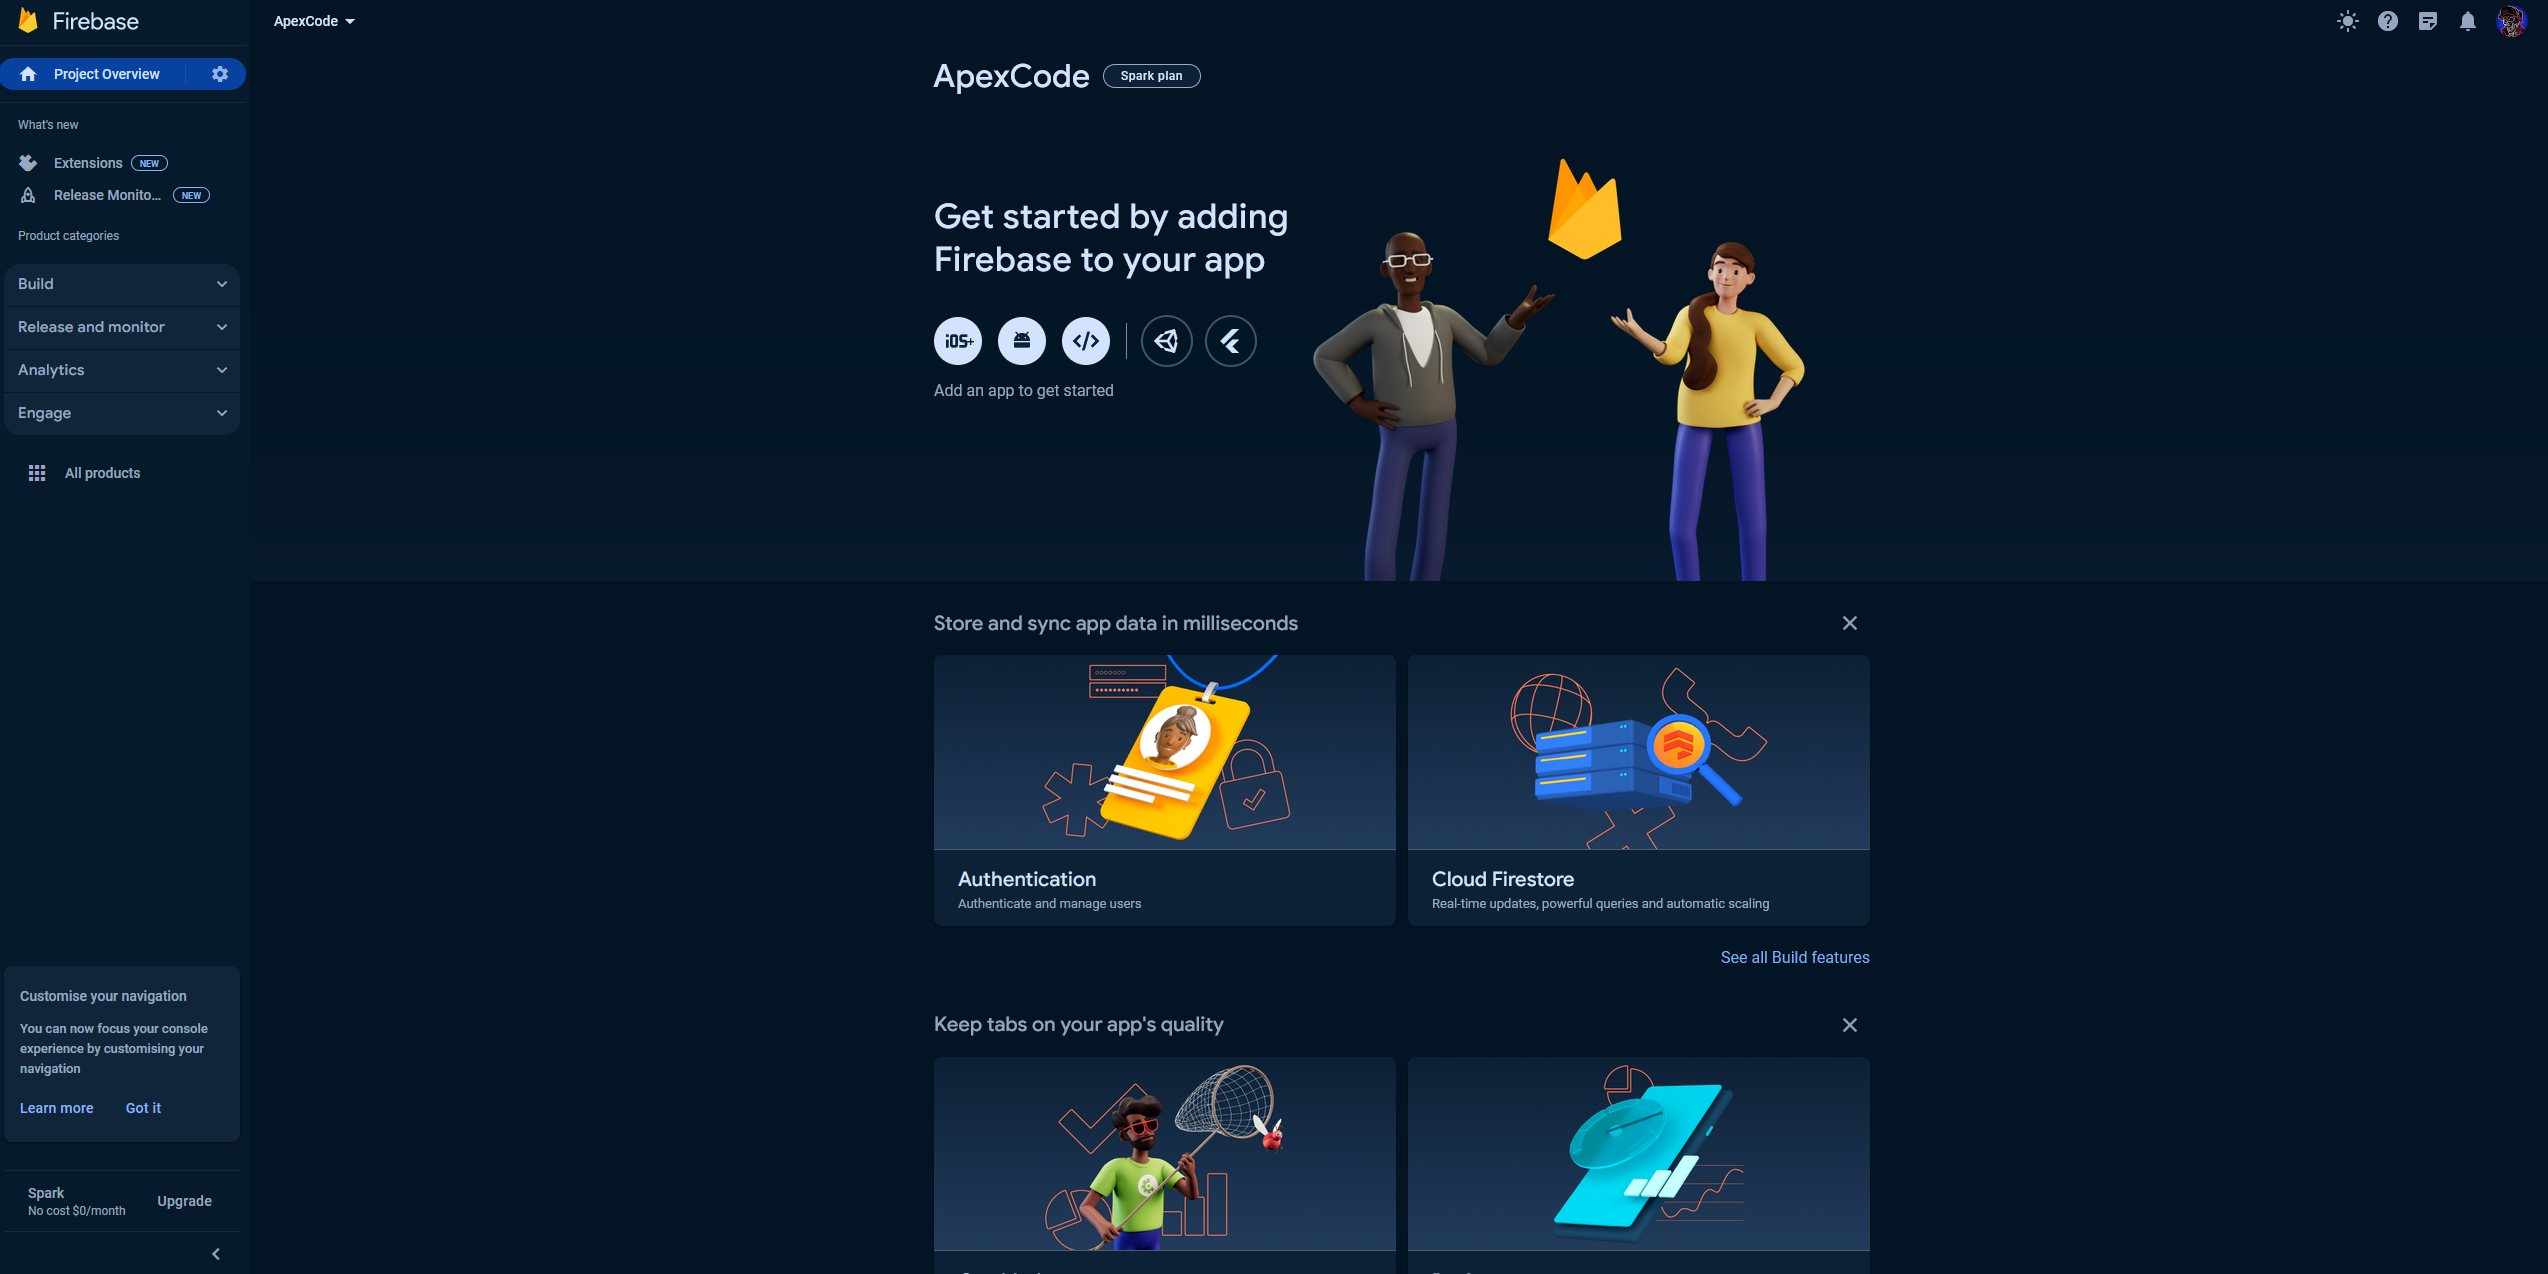 Firebase
ApexCode
Project Overview
What's new
Extensions NEW
Release Monito... NEW
Product categories
Build
Release and monitor
Analytics
Engage
All products
Customise your navigation
You can now focus your console
experience by customising your
navigation
Learn more Got it
Spark
No cost $0/month
Upgrade
ApexCode Spark plan
Get started by adding
Firebase to your app
iOS+
Add an app to get started
Store and sync app data in milliseconds
Authentication
Authenticate and manage users
Cloud Firestore
Real-time updates, powerful queries and automatic scaling
See all Build features
Keep tabs on your app's quality